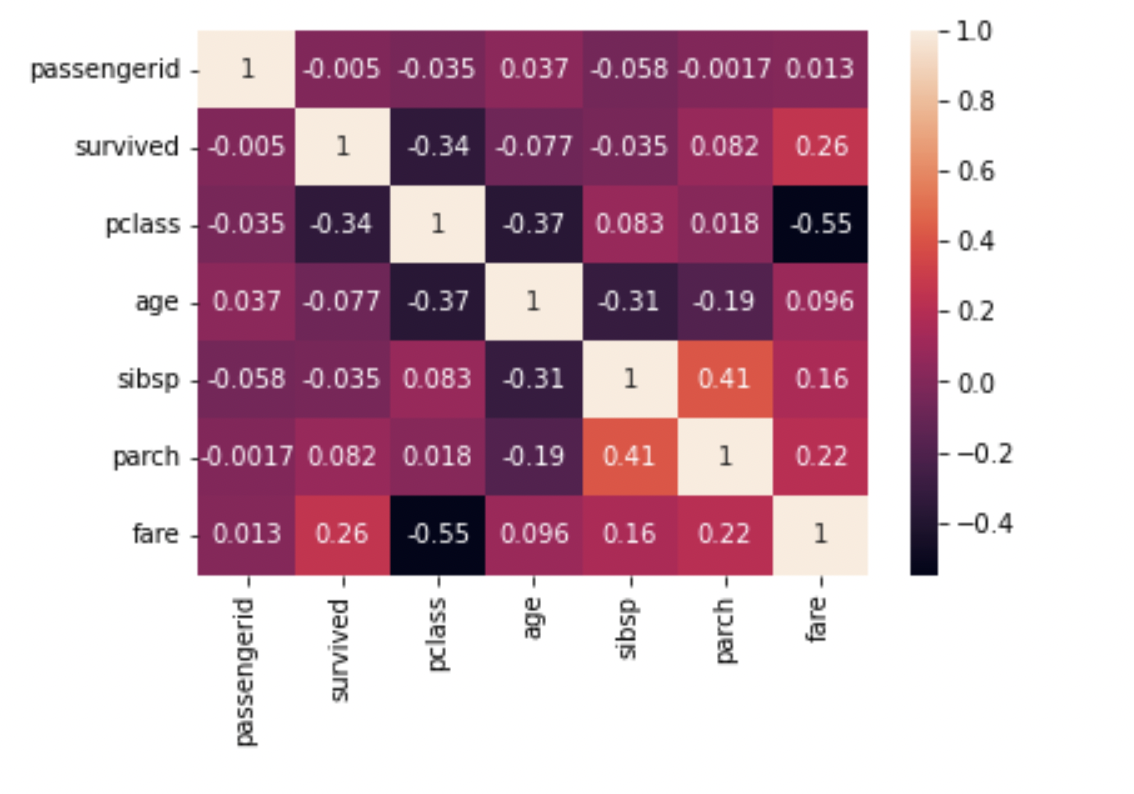 passengerid 1 -0.005 -0.035 0.037 -0.058 -0.0017 0.013
survived -0.005 1 -0.34 -0.077 -0.035 0.082 0.26
pclass -0.035 -0.34 1 -0.37 0.083 0.018 -0.55
age 0.037 -0.077 -0.37 1 -0.31 -0.19 0.096
sibsp -0.058 -0.035 0.083 -0.31 1 0.41 0.16
parch -0.0017 0.082 0.018 -0.19 0.41 1 0.22
fare 0.013 0.26 -0.55 0.096 0.16 0.22 1
passengerid
survived
pclass
age
sibsp
parch
fare
1.0
0.8
0.6
0.4
0.2
0.0
−0.2
−0.4